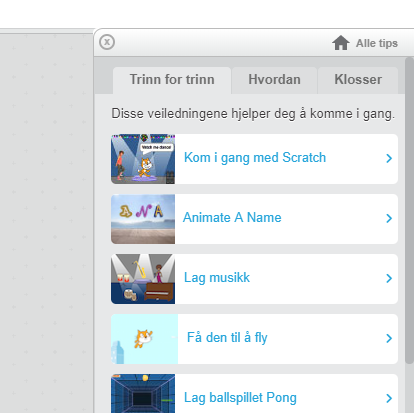 Alle tips
Trinn for trinn
Hvordan
Klosser
Disse veiledningene hjelper deg å komme i gang.
Watch me dance!
Kom i gang med Scratch
A N A
Animate A Name
Lag musikk
Få den til å fly
Lag ballspillet Pong